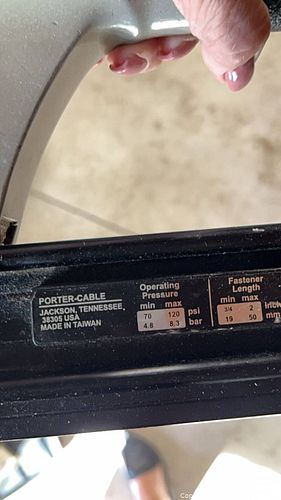 PORTER-CABLE
JACKSON, TENNESSEE
38305 USA
MADE IN TAIWAN
Operating
Pressure
min max
70 120 psi
4.8 8.3 bar
Fastener
Length
min max
3/4 2 inch
19 50 mm